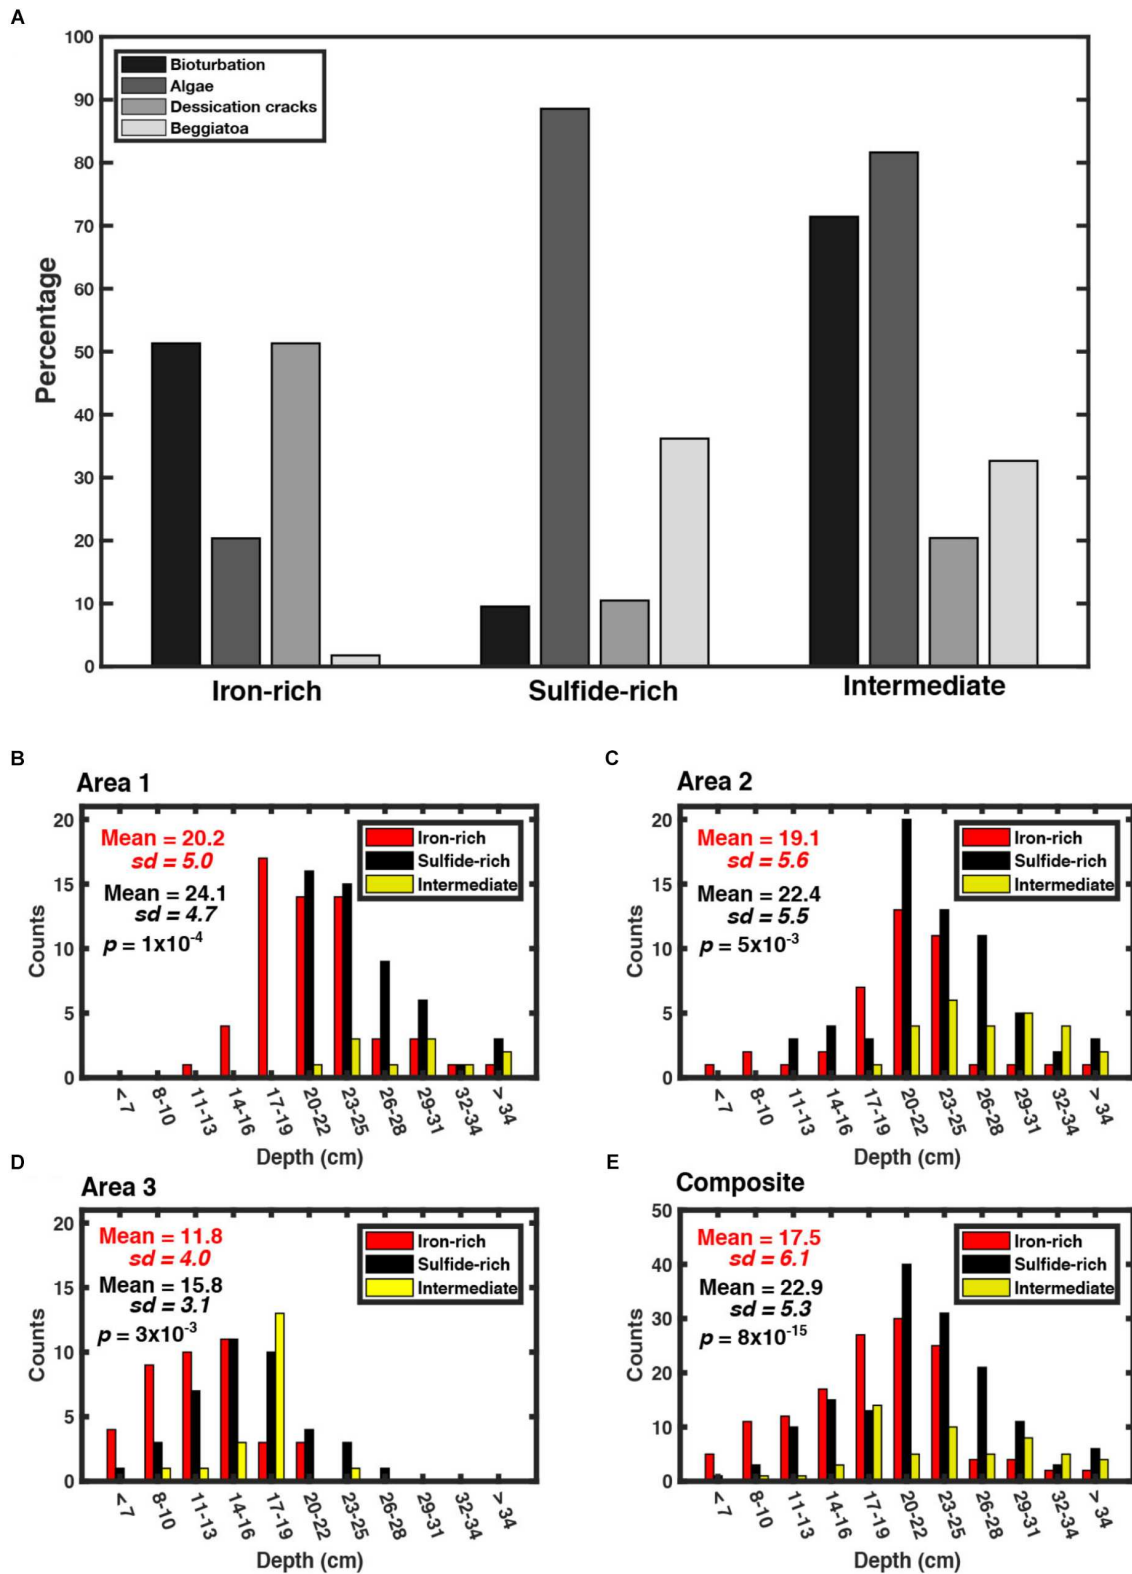 A
100
90
80
70
60
50
40
30
20
10
0
Percentage
Bioturbation
Algae
Dessication cracks
Beggiatoa
Iron-rich
Sulfide-rich
Intermediate
B
Area 1
20
15
10
5
0
Counts
Mean = 20.2
sd = 5.0
Mean = 24.1
sd = 4.7
p = 1x10-4
Iron-rich
Sulfide-rich
Intermediate
< 7
8-10
11-13
14-16
17-19
20-22
23-25
26-28
29-31
32-34
> 34
Depth (cm)
C
Area 2
20
15
10
5
0
Counts
Mean = 19.1
sd = 5.6
Mean = 22.4
sd = 5.5
p = 5x10-3
Iron-rich
Sulfide-rich
Intermediate
< 7
8-10
11-13
14-16
17-19
20-22
23-25
26-28
29-31
32-34
> 34
Depth (cm)
D
Area 3
20
15
10
5
0
Counts
Mean = 11.8
sd = 4.0
Mean = 15.8
sd = 3.1
p = 3x10-3
Iron-rich
Sulfide-rich
Intermediate
< 7
8-10
11-13
14-16
17-19
20-22
23-25
26-28
29-31
32-34
> 34
Depth (cm)
E
Composite
50
40
30
20
10
0
Counts
Mean = 17.5
sd = 6.1
Mean = 22.9
sd = 5.3
p = 8x10-15
Iron-rich
Sulfide-rich
Intermediate
< 7
8-10
11-13
14-16
17-19
20-22
23-25
26-28
29-31
32-34
> 34
Depth (cm)